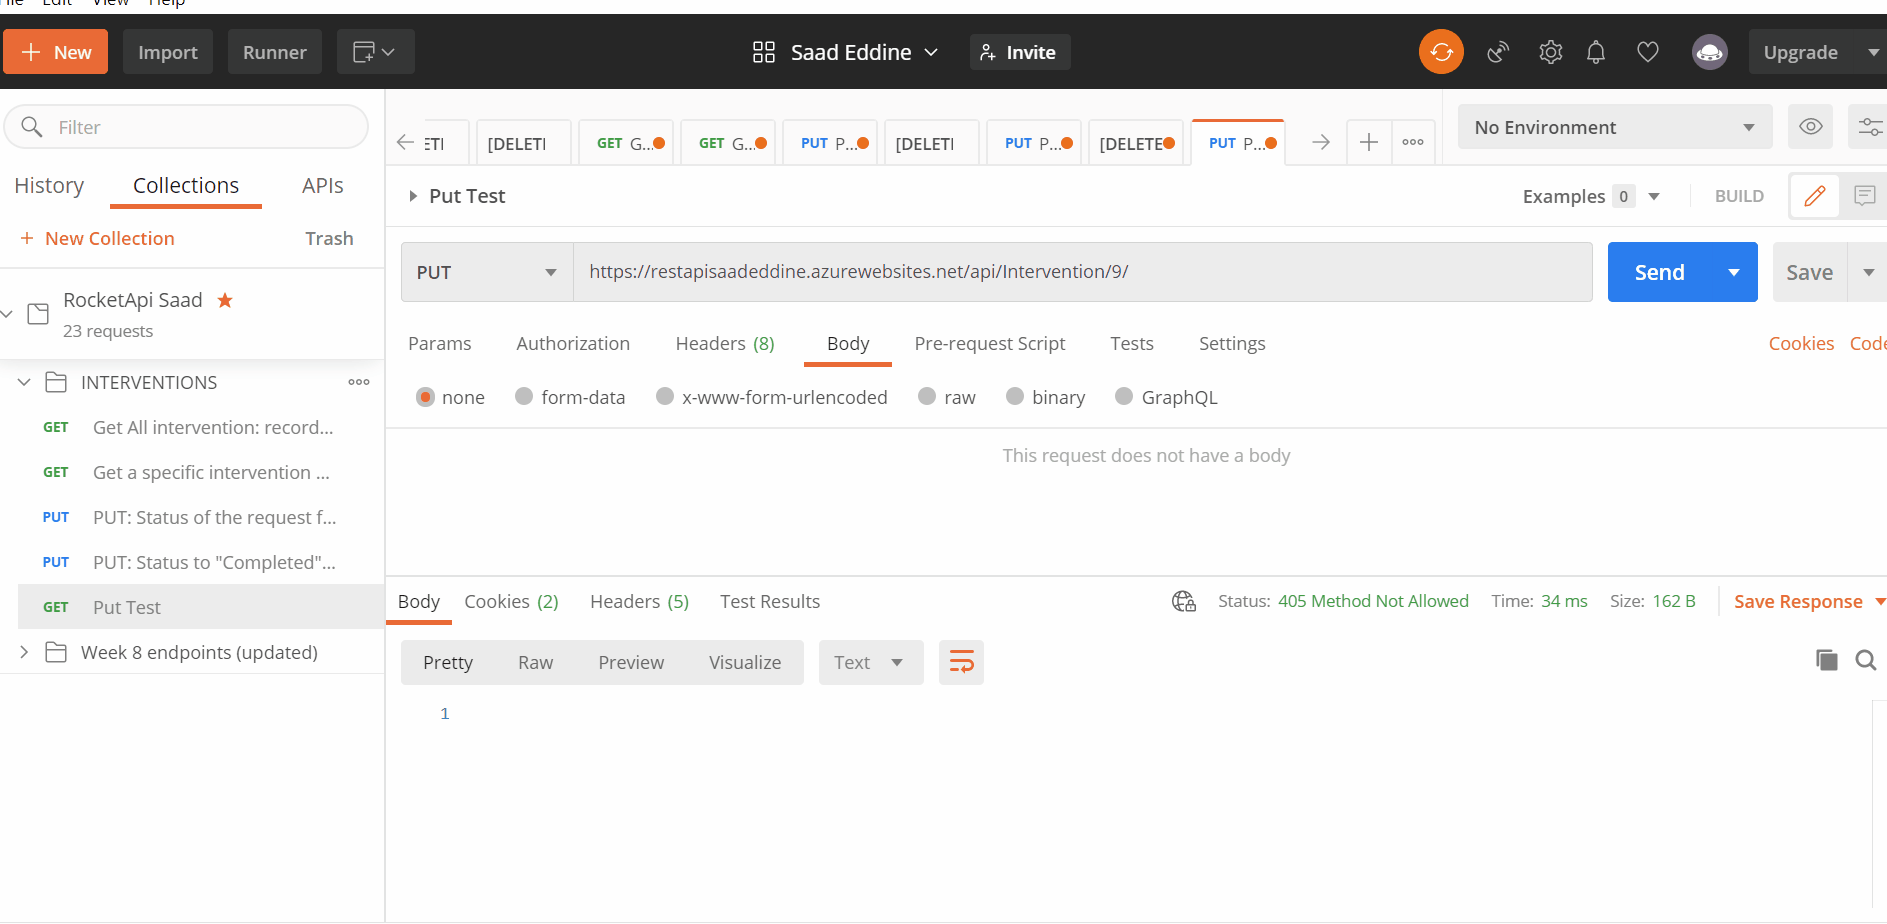 File Edit View Help
New Import Runner Saad Eddine Invite Upgrade
Filter
History Collections APIs
New Collection Trash
RocketApi Saad
23 requests
INTERVENTIONS
GET Get All intervention: record...
GET Get a specific intervention ...
PUT PUT: Status of the request f...
PUT PUT: Status to "Completed"...
GET Put Test
Week 8 endpoints (updated)
ETI [DELETI GET G... GET G... PUT P... [DELETI PUT P... [DELETE PUT P...
No Environment
Put Test
Examples 0 BUILD
PUT https://restapisaadeddine.azurewebsites.net/api/Intervention/9/ Send Save
Params Authorization Headers (8) Body Pre-request Script Tests Settings Cookies Code
none form-data x-www-form-urlencoded raw binary GraphQL
This request does not have a body
Body Cookies (2) Headers (5) Test Results Status: 405 Method Not Allowed Time: 34 ms Size: 162 B Save Response
Pretty Raw Preview Visualize Text
1